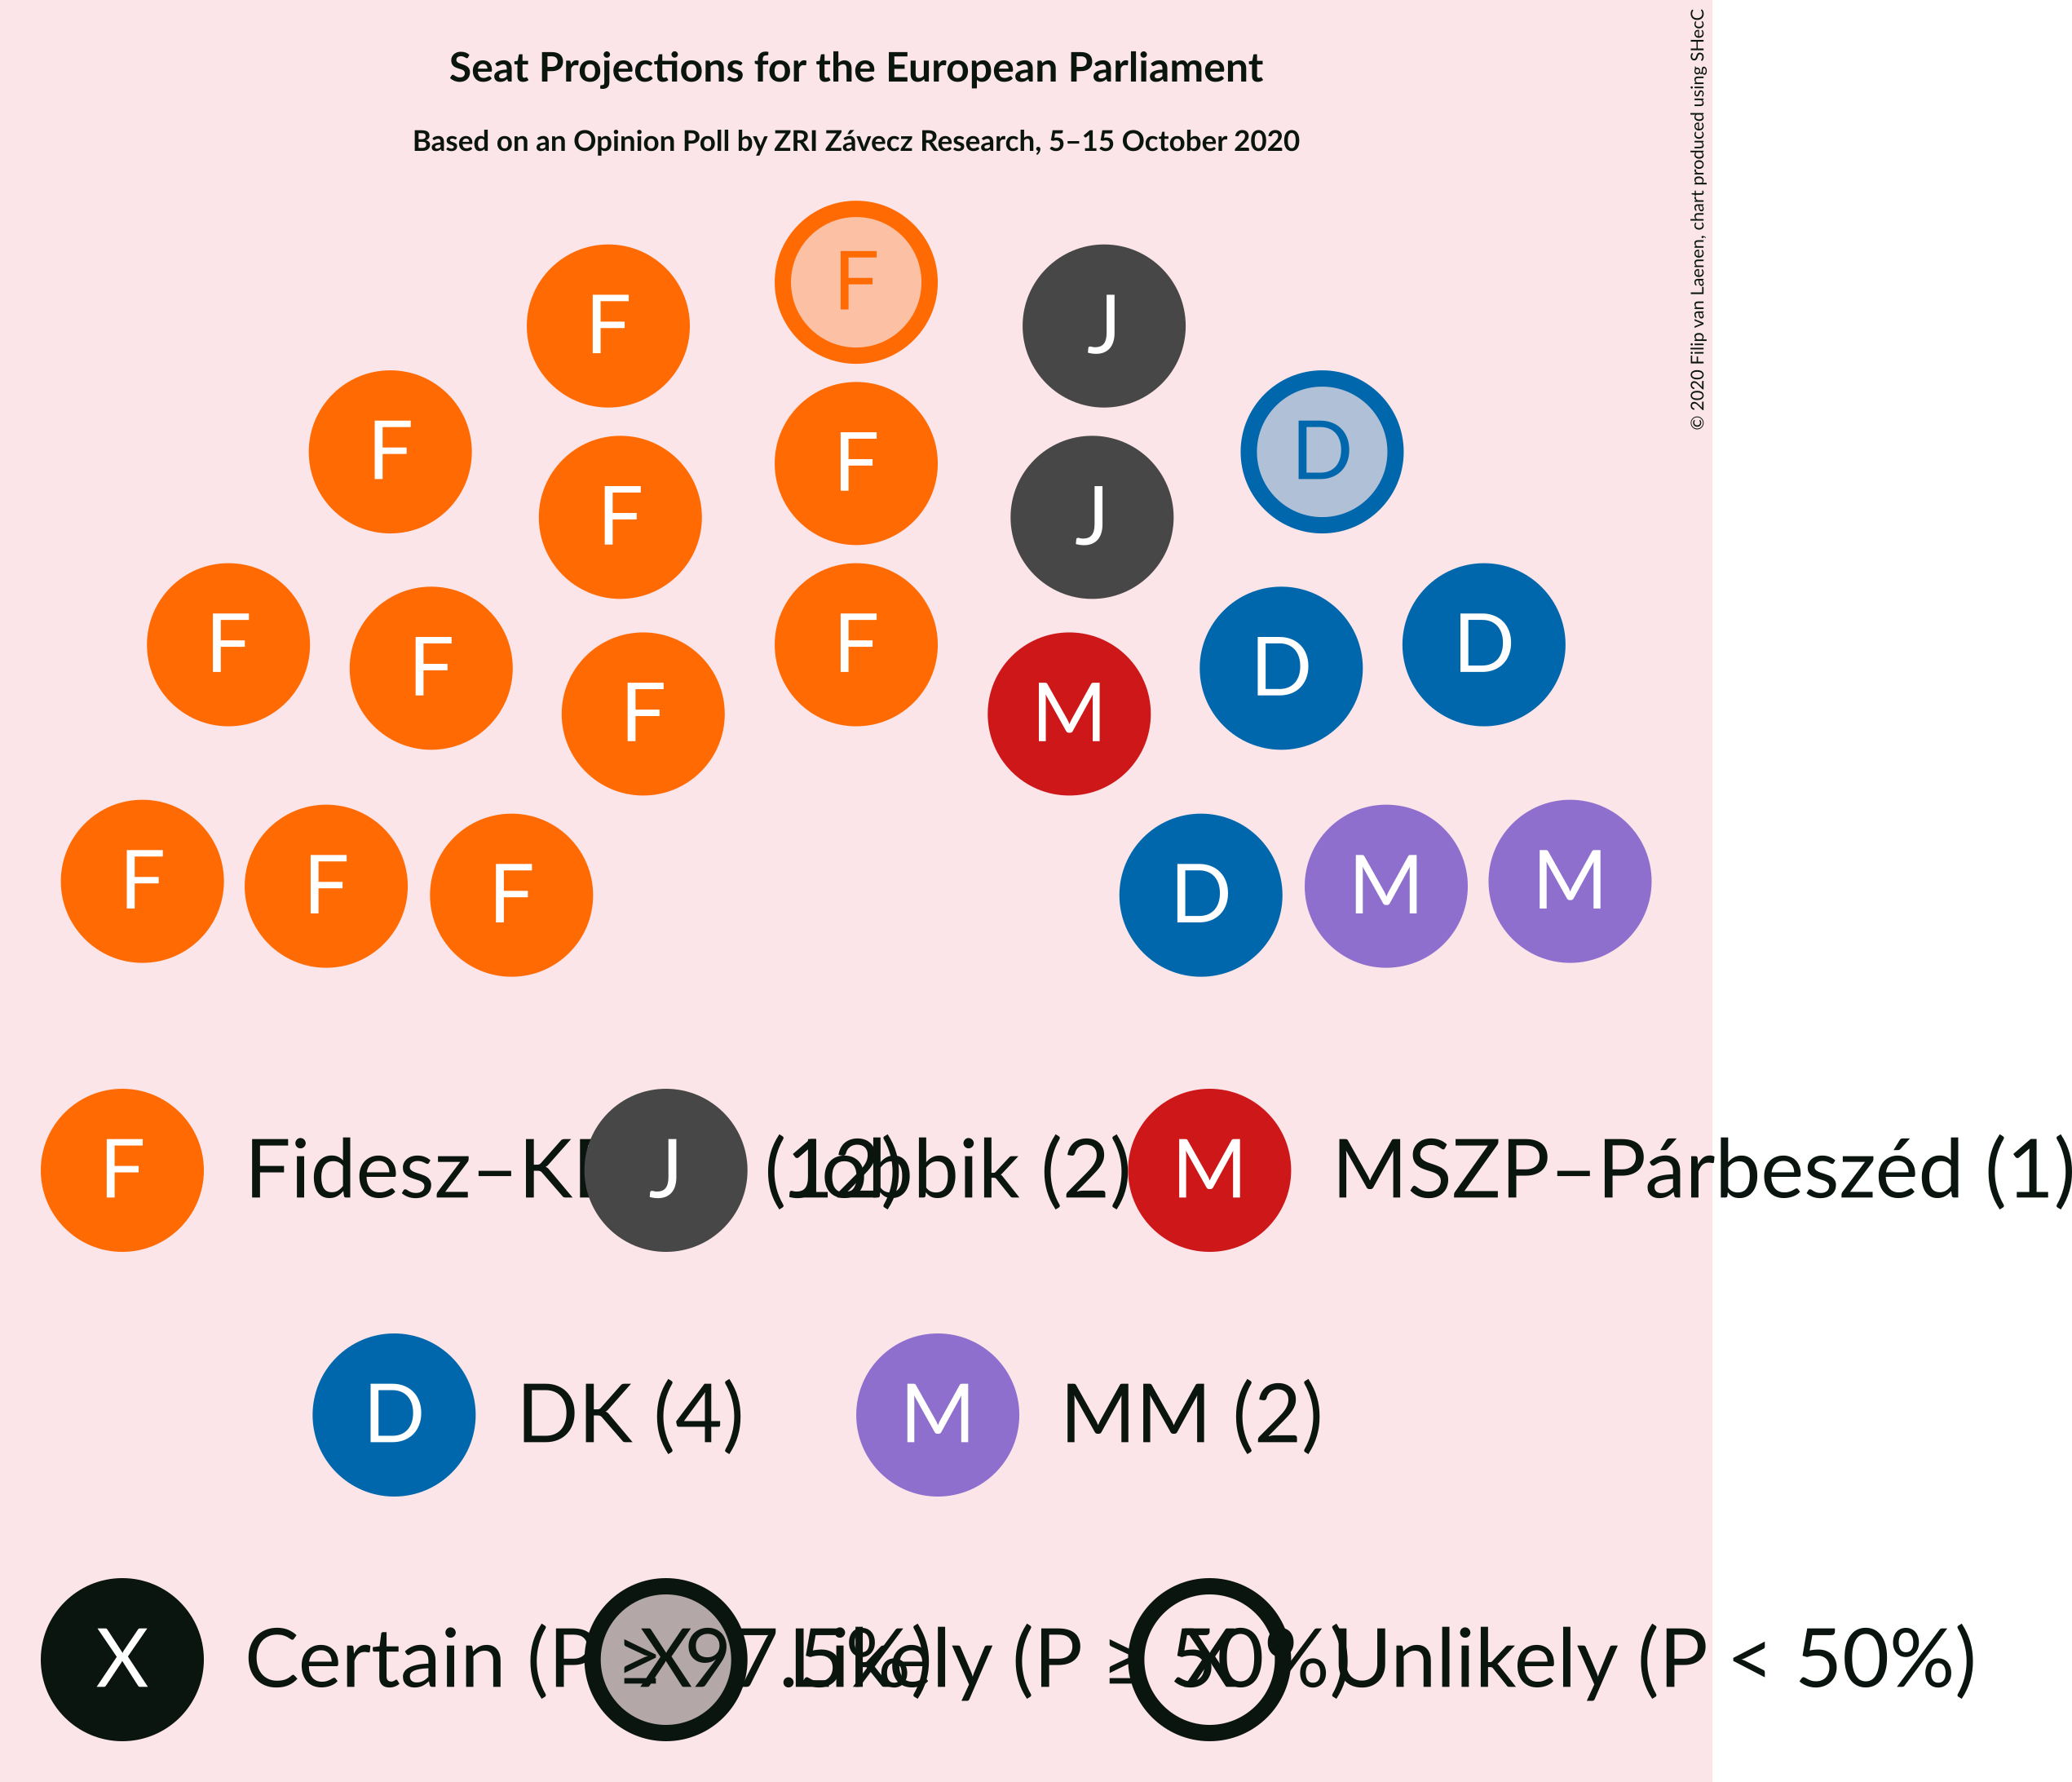 Seat Projections for the European Parliament
Based on an Opinion Poll by ZRI Závecz Research, 5–15 October 2020
© 2020 Filip van Laenen, chart produced using SHecC
F
F J
F D
F
F J
F D
F
F D
F M
F F F
D M M
F Fidesz–K (12) J Jobbik (2) M MSZP–Párbeszéd (1)
D DK (4) M MM (2)
X Certain (P ≥ 97.5%) X Likely (P ≥ 50%) X Unlikely (P < 50%)